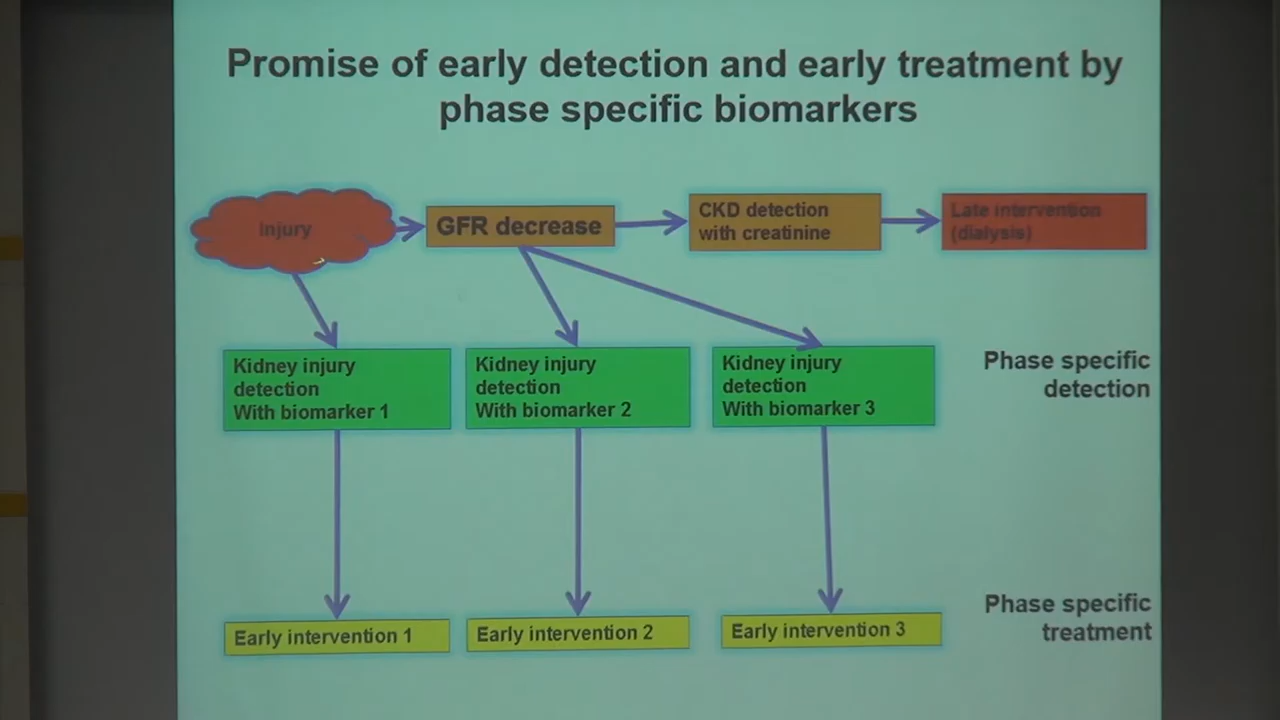 Promise of early detection and early treatment by
phase specific biomarkers
Injury
GFR decrease
CKD detection
with creatinine
Late intervention
(dialysis)
Kidney injury
detection
With biomarker 1
Kidney injury
detection
With biomarker 2
Kidney injury
detection
With biomarker 3
Phase specific
detection
Early intervention 1
Early intervention 2
Early intervention 3
Phase specific
treatment